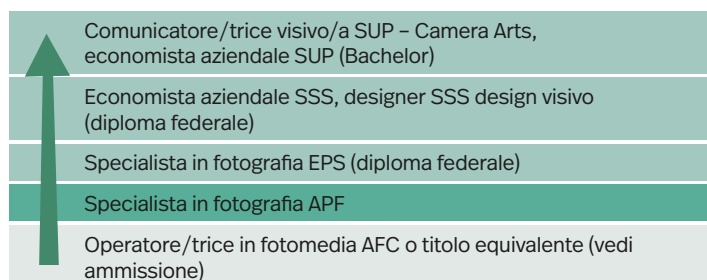 Comunicatore/trice visivo/a SUP – Camera Arts,
economista aziendale SUP (Bachelor)
Economista aziendale SSS, designer SSS design visivo
(diploma federale)
Specialista in fotografia EPS (diploma federale)
Specialista in fotografia APF
Operatore/trice in fotomedia AFC o titolo equivalente (vedi
ammissione)